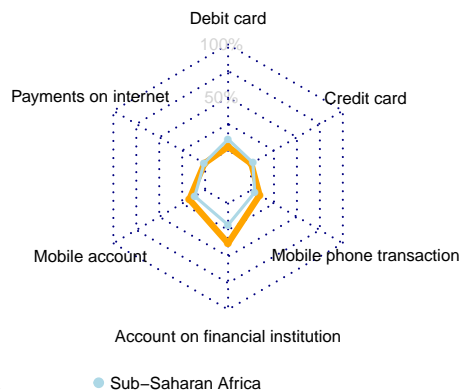 Debit card
100%
Payments on internet
50%
Credit card
Mobile account
Mobile phone transaction
Account on financial institution
Sub−Saharan Africa